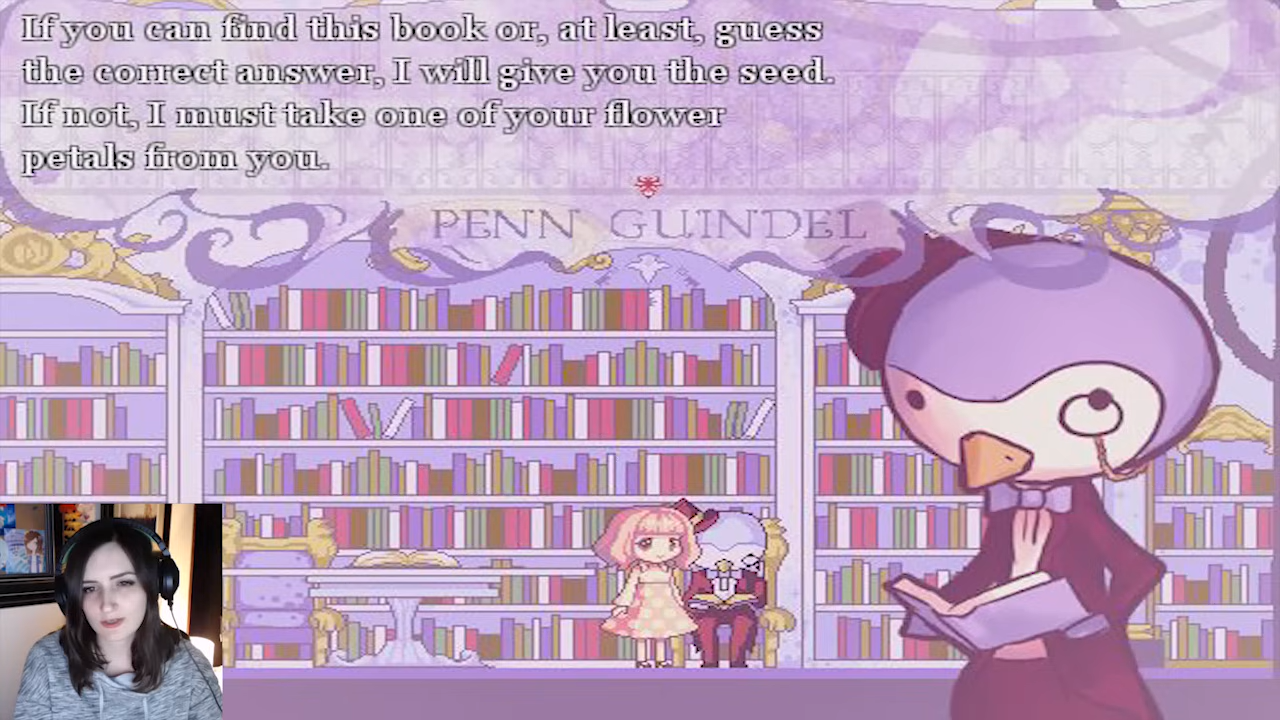 If you can find this book or, at least, guess
the correct answer, I will give you the seed.
If not, I must take one of your flower
petals from you.
PENN GUINDEL